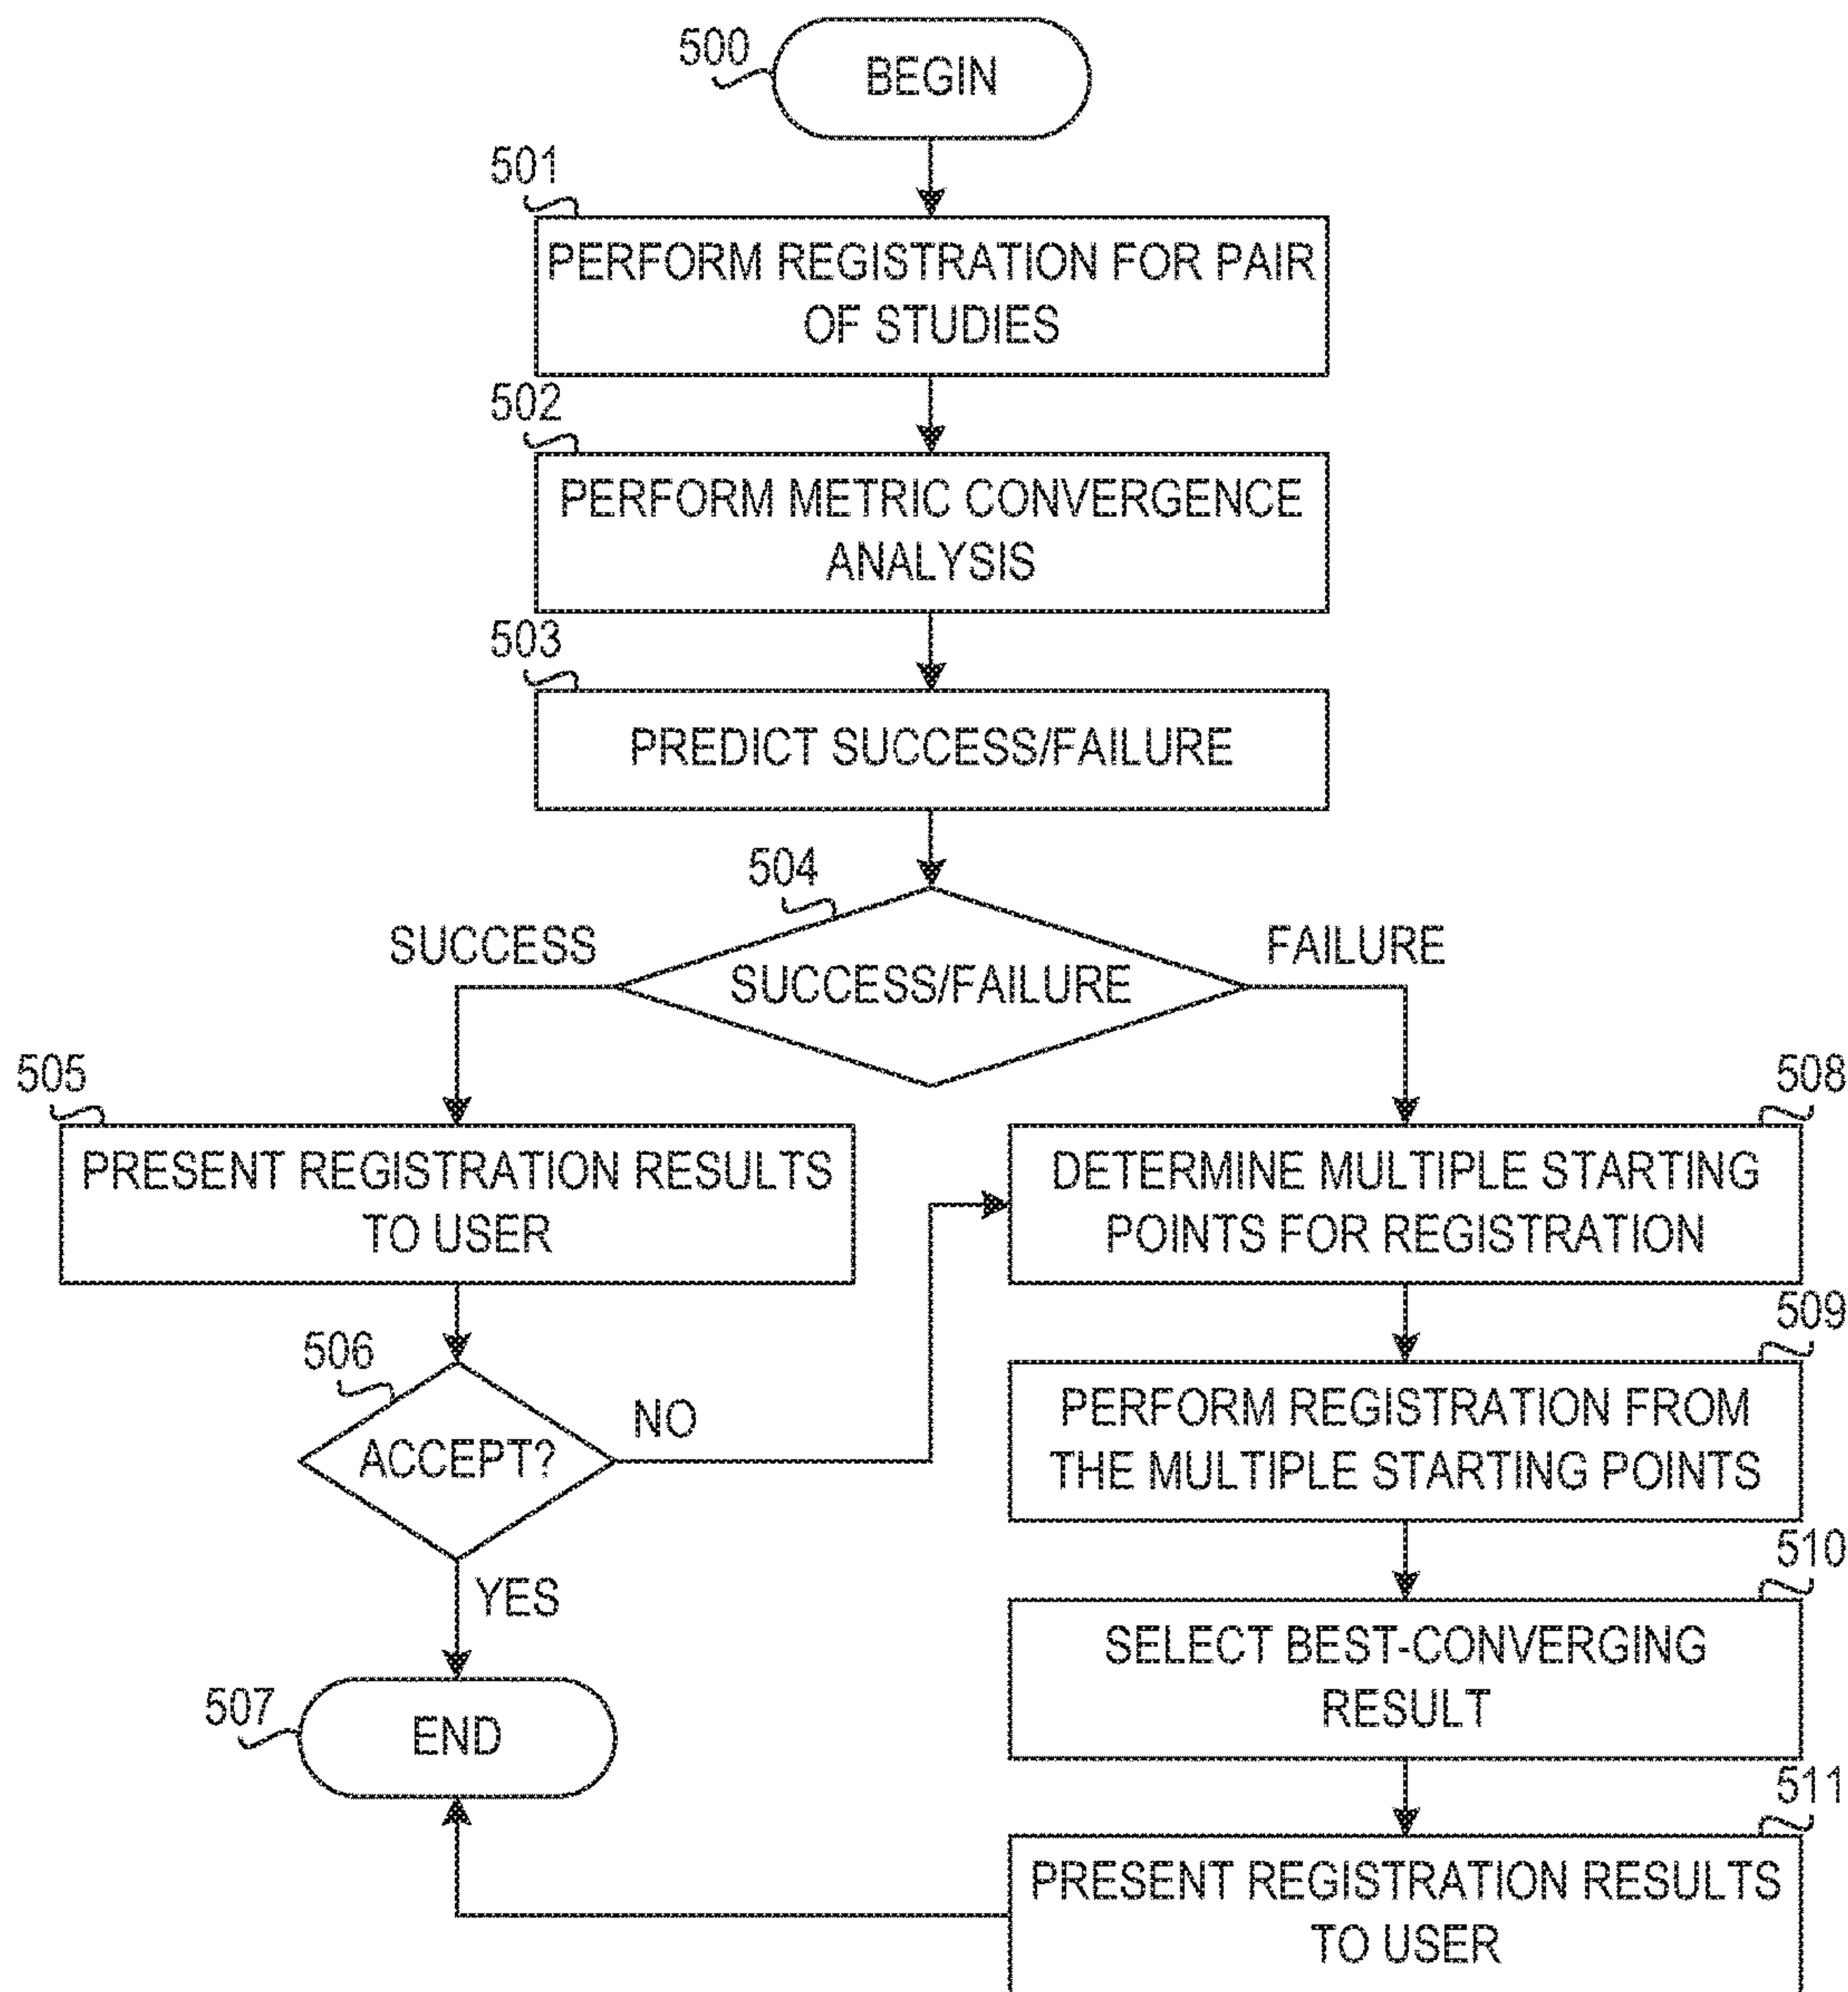 500
BEGIN
501
PERFORM REGISTRATION FOR PAIR
OF STUDIES
502
PERFORM METRIC CONVERGENCE
ANALYSIS
503
PREDICT SUCCESS/FAILURE
504
SUCCESS
SUCCESS/FAILURE
FAILURE
505
PRESENT REGISTRATION RESULTS
TO USER
506
ACCEPT?
NO
YES
507
END
508
DETERMINE MULTIPLE STARTING
POINTS FOR REGISTRATION
509
PERFORM REGISTRATION FROM
THE MULTIPLE STARTING POINTS
510
SELECT BEST-CONVERGING
RESULT
511
PRESENT REGISTRATION RESULTS
TO USER